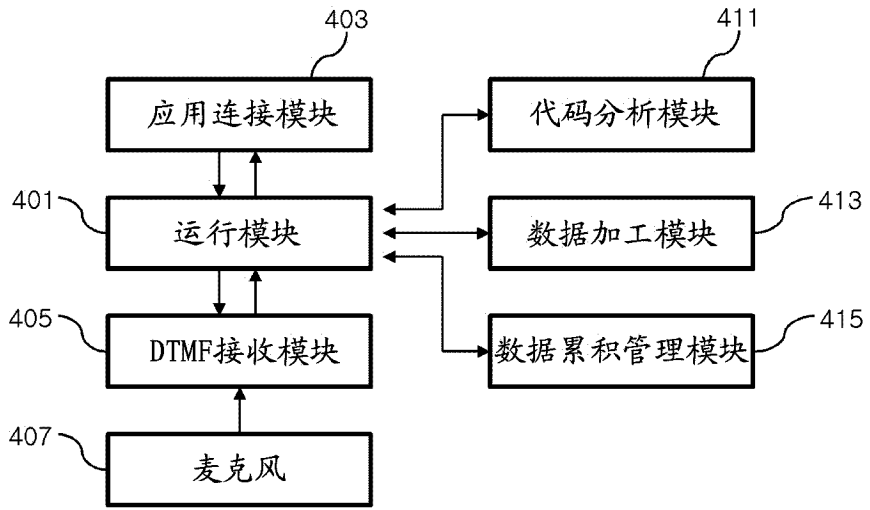 403
411
应用连接模块
代码分析模块
401
运行模块
数据加工模块
413
405
DTMF接收模块
数据累积管理模块
415
407
麦克风